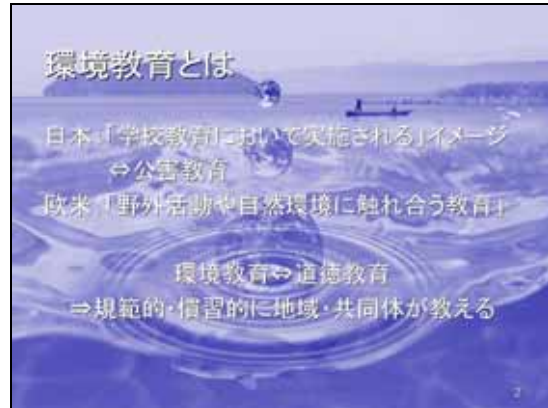 環境教育とは
日本：「学校教育において実施される」イメージ
⇔公害教育
欧米：「野外活動や自然環境に触れ合う教育」
環境教育⇔道徳教育
⇒規範的・慣習的に地域・共同体が教える
2